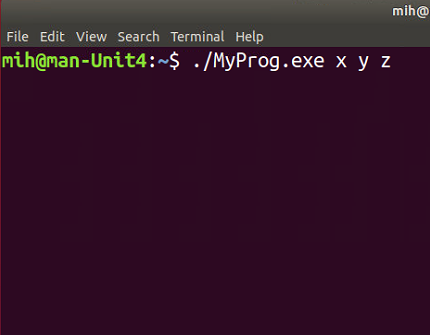 mih@
File Edit View Search Terminal Help
mih@man-Unit4:~$ ./MyProg.exe x y z